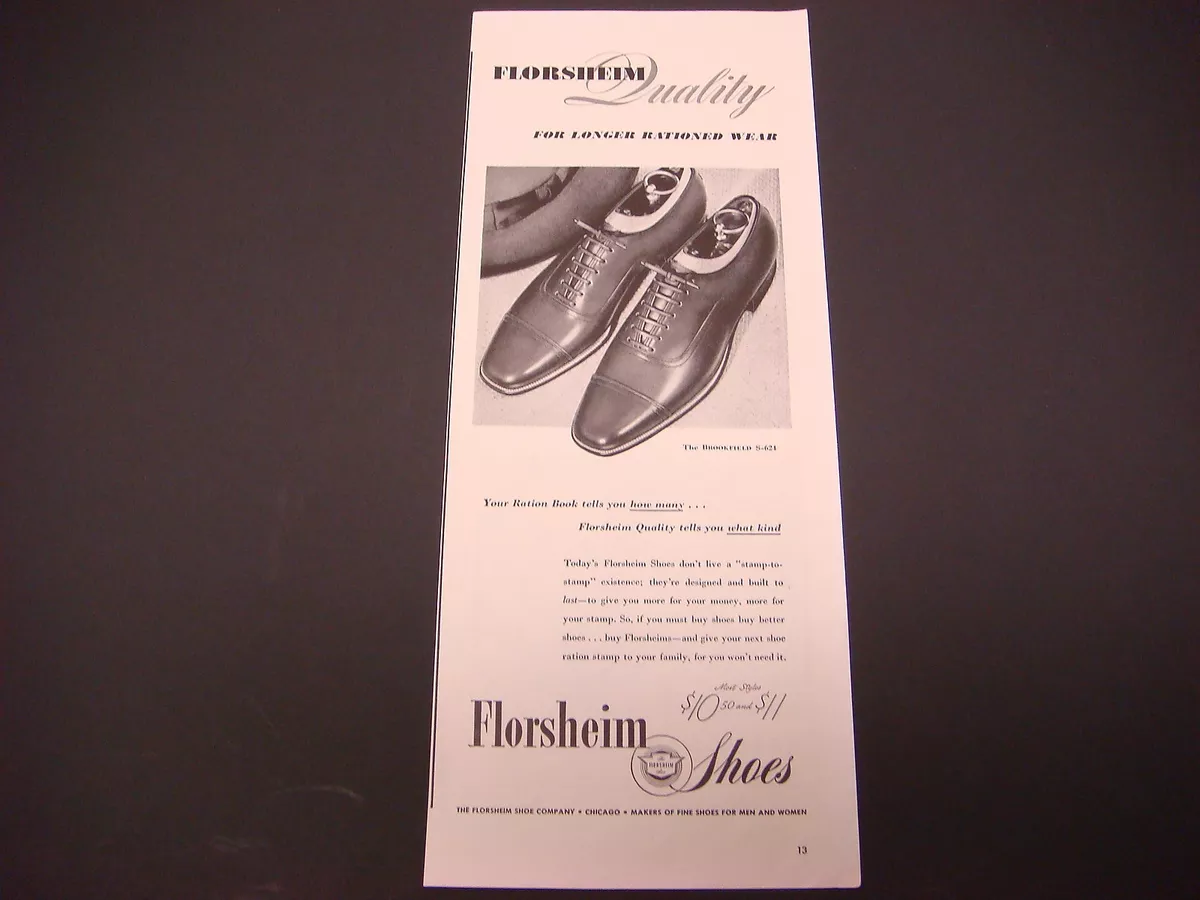 FLORSHEIM Quality
FOR LONGER RATIONED WEAR
The BROOKFIELD S-621
Your Ration Book tells you how many . . .
Florsheim Quality tells you what kind
Today's Florsheim Shoes don't live a "stamp-to-
stamp" existence; they're designed and built to
last—to give you more for your money, more for
your stamp. So, if you must buy shoes buy better
shoes . . . buy Florsheims—and give your next shoe
ration stamp to your family, for you won't need it.
Most Styles
$10 50 and $11
Florsheim
FLORSHEIM
Shoes
THE FLORSHEIM SHOE COMPANY • CHICAGO • MAKERS OF FINE SHOES FOR MEN AND WOMEN
13